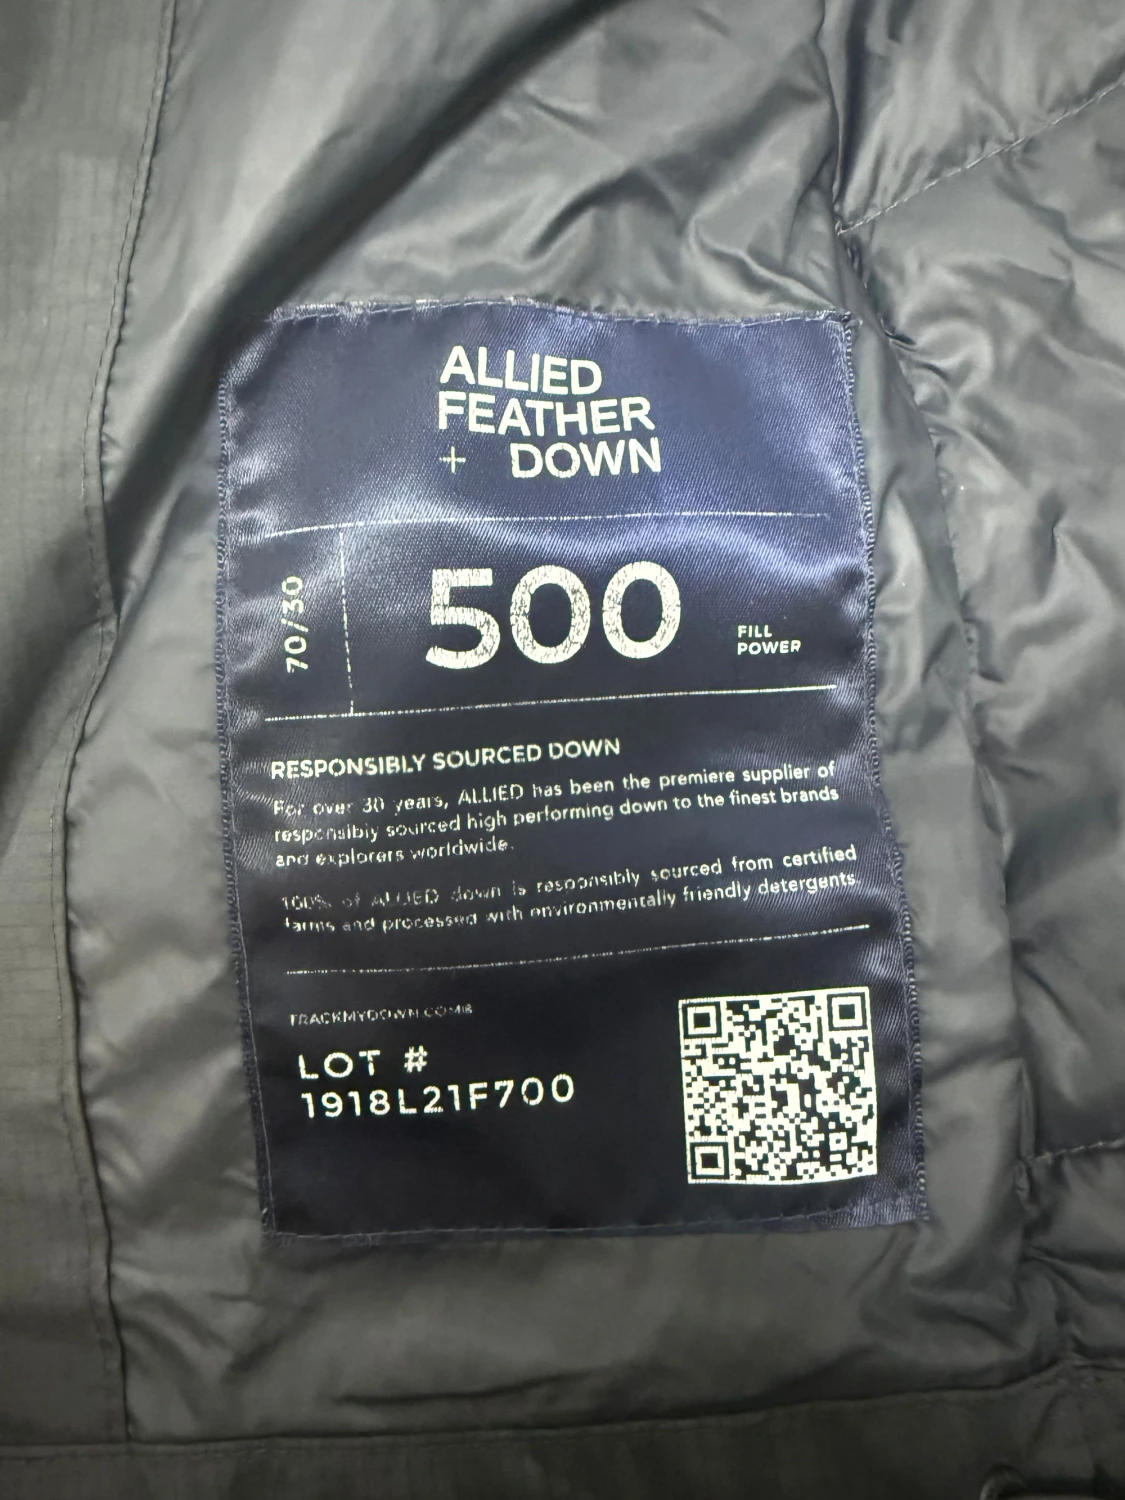 ALLIED
FEATHER
+ DOWN
70/30
500
FILL
POWER
RESPONSIBLY SOURCED DOWN
For over 30 years, ALLIED has been the premiere supplier of
responsibly sourced high performing down to the finest brands
and explorers worldwide.
100% of ALLIED down is responsibly sourced from certified
farms and processed with environmentally friendly detergents.
TRACKMYDOWN.COM®
LOT #
1918L21F700